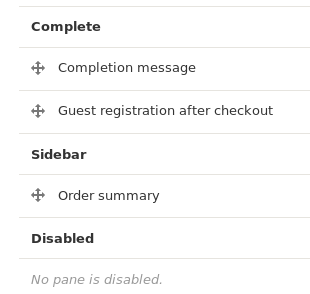 Complete
Completion message
Guest registration after checkout
Sidebar
Order summary
Disabled
No pane is disabled.